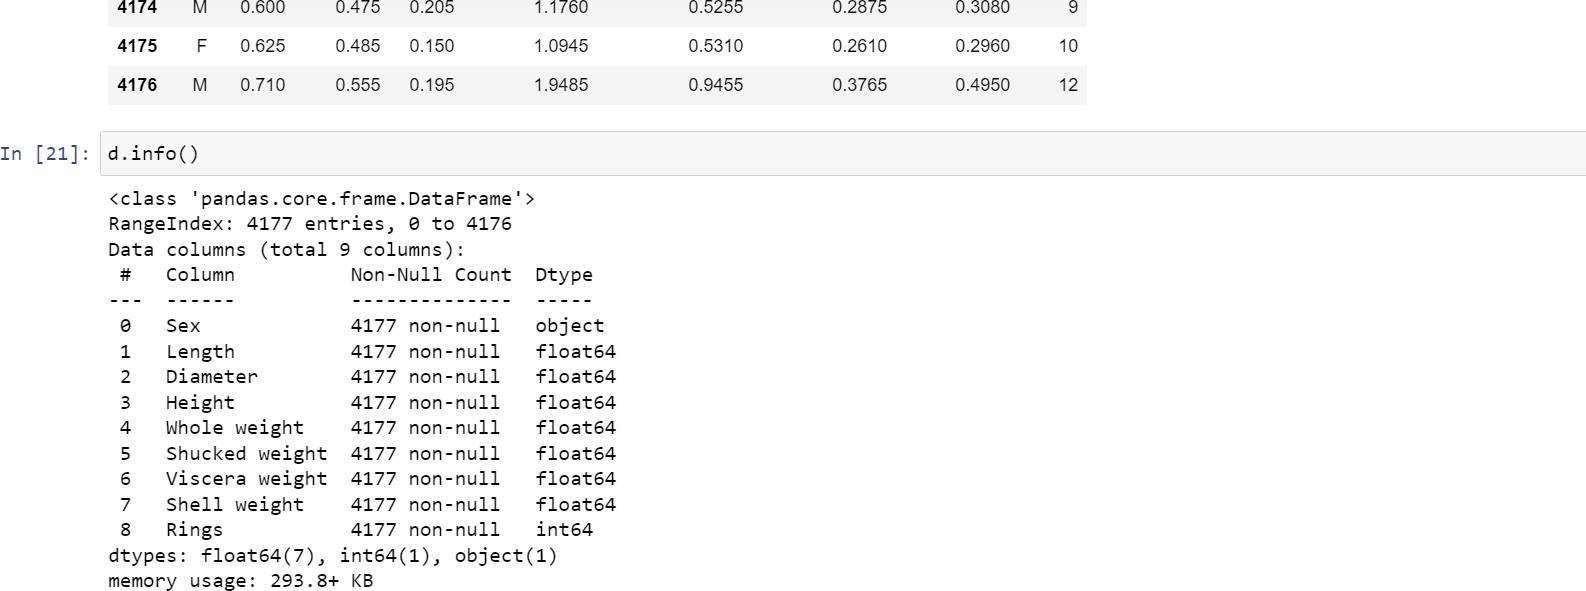 4174 M 0.600 0.475 0.205 1.1760 0.5255 0.2875 0.3080 9
4175 F 0.625 0.485 0.150 1.0945 0.5310 0.2610 0.2960 10
4176 M 0.710 0.555 0.195 1.9485 0.9455 0.3765 0.4950 12
In [21]: d.info()
<class 'pandas.core.frame.DataFrame'>
RangeIndex: 4177 entries, 0 to 4176
Data columns (total 9 columns):
 #   Column          Non-Null Count  Dtype
---  ------          --------------  -----
 0   Sex             4177 non-null   object
 1   Length          4177 non-null   float64
 2   Diameter        4177 non-null   float64
 3   Height          4177 non-null   float64
 4   Whole weight    4177 non-null   float64
 5   Shucked weight  4177 non-null   float64
 6   Viscera weight  4177 non-null   float64
 7   Shell weight    4177 non-null   float64
 8   Rings           4177 non-null   int64
dtypes: float64(7), int64(1), object(1)
memory usage: 293.8+ KB